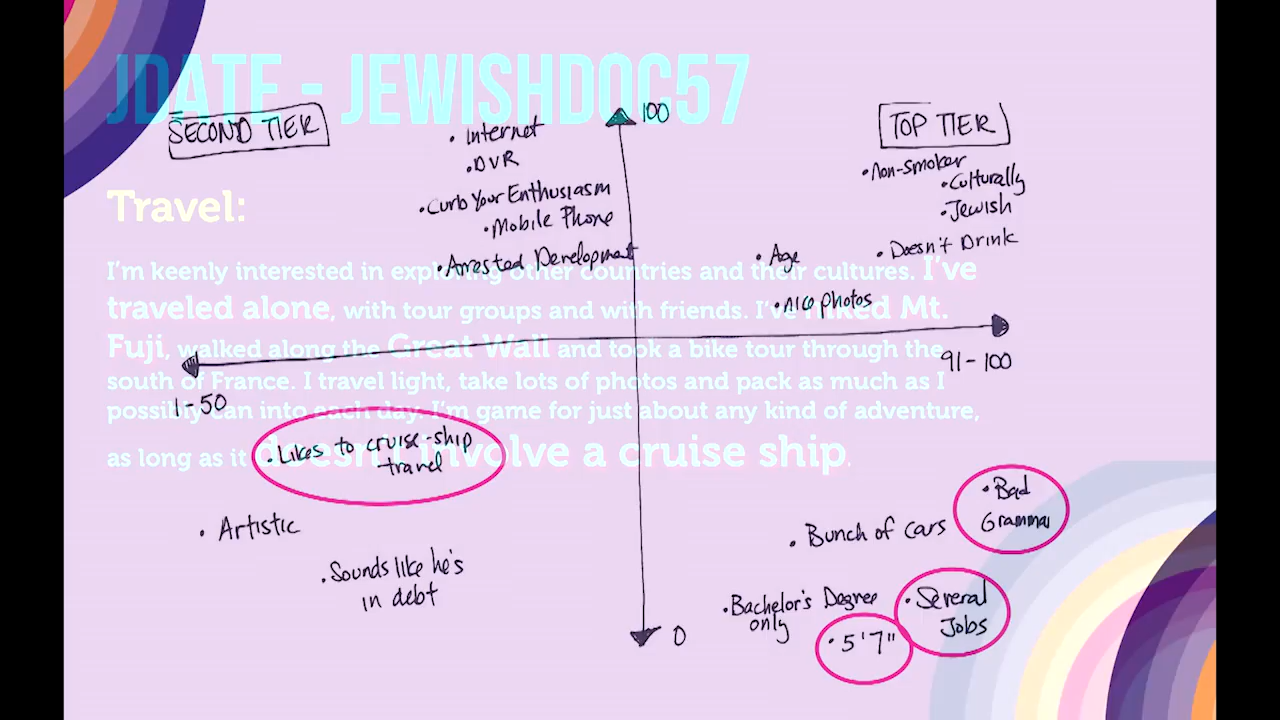 JDATE - JEWISHDOC57
SECOND TIER
100
TOP TIER
• Internet
• DVR
• Curb Your Enthusiasm
• Mobile Phone
• Arrested Development
• Non-smoker
• Culturally
• Jewish
• Doesn't Drink
• Age
• nice photos
Travel:
I'm keenly interested in exploring other countries and their cultures. I've
traveled alone, with tour groups and with friends. I've hiked Mt.
Fuji, walked along the Great Wall and took a bike tour through the
south of France. I travel light, take lots of photos and pack as much as I
possibly can into each day. I'm game for just about any kind of adventure,
as long as it doesn't involve a cruise ship.
91 - 100
1 - 50
• Likes to cruise-ship
travel
• Artistic
• Sounds like he's
in debt
• Bad
Grammar
• Bunch of cars
• Bachelor's Degree
only
• Several
Jobs
• 5'7"
0